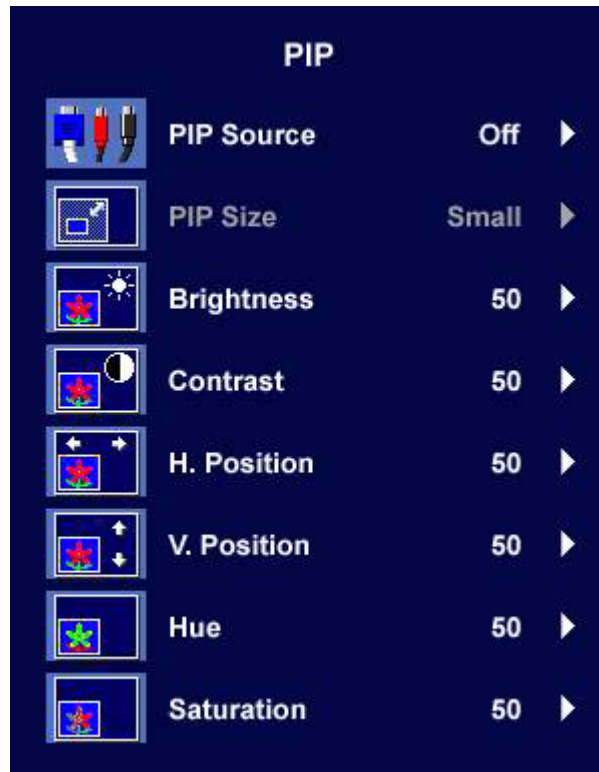 PIP
PIP Source Off
PIP Size Small
Brightness 50
Contrast 50
H. Position 50
V. Position 50
Hue 50
Saturation 50